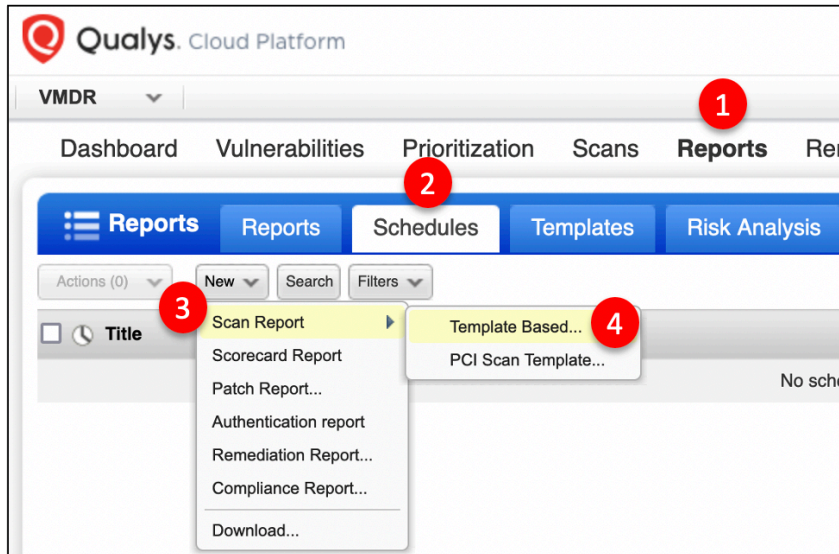 Qualys. Cloud Platform
VMDR
1
Dashboard Vulnerabilities Prioritization Scans Reports
2
Reports Reports Schedules Templates Risk Analysis
Actions (0) New Search Filters
3
Title
Scan Report
Template Based...
4
Scorecard Report
PCI Scan Template...
Patch Report...
No
Authentication report
Remediation Report...
Compliance Report...
Download...